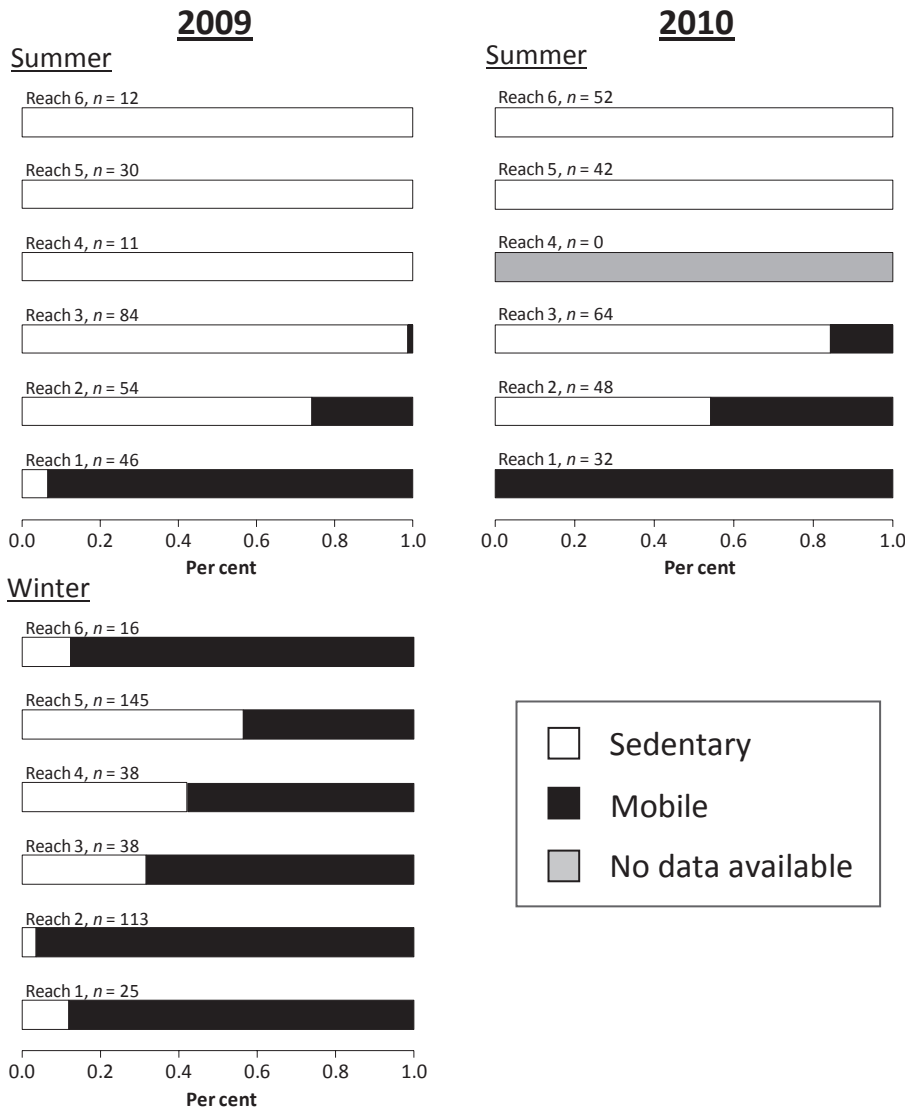 2009
Summer
Reach 6, n = 12
Reach 5, n = 30
Reach 4, n = 11
Reach 3, n = 84
Reach 2, n = 54
Reach 1, n = 46
0.0 0.2 0.4 0.6 0.8 1.0
Per cent
2010
Summer
Reach 6, n = 52
Reach 5, n = 42
Reach 4, n = 0
Reach 3, n = 64
Reach 2, n = 48
Reach 1, n = 32
0.0 0.2 0.4 0.6 0.8 1.0
Per cent
Winter
Reach 6, n = 16
Reach 5, n = 145
Reach 4, n = 38
Reach 3, n = 38
Reach 2, n = 113
Reach 1, n = 25
0.0 0.2 0.4 0.6 0.8 1.0
Per cent
Sedentary
Mobile
No data available